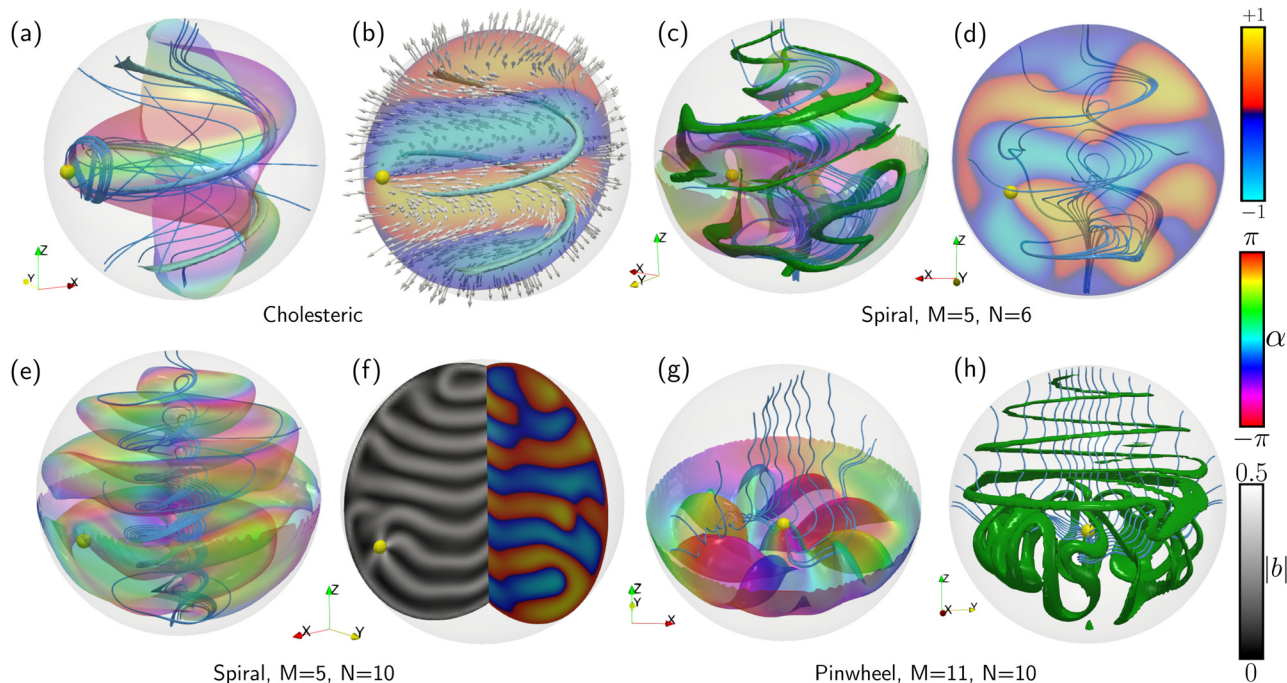 (a) (b) (c) (d) +1
−1
Z Y X
Z X Y
Z X Y
π
Cholesteric Spiral, M=5, N=6
α
(e) (f) (g) (h)
−π
0.5
|b|
Z X Y
Z Y X
Z X Y
0
Spiral, M=5, N=10 Pinwheel, M=11, N=10